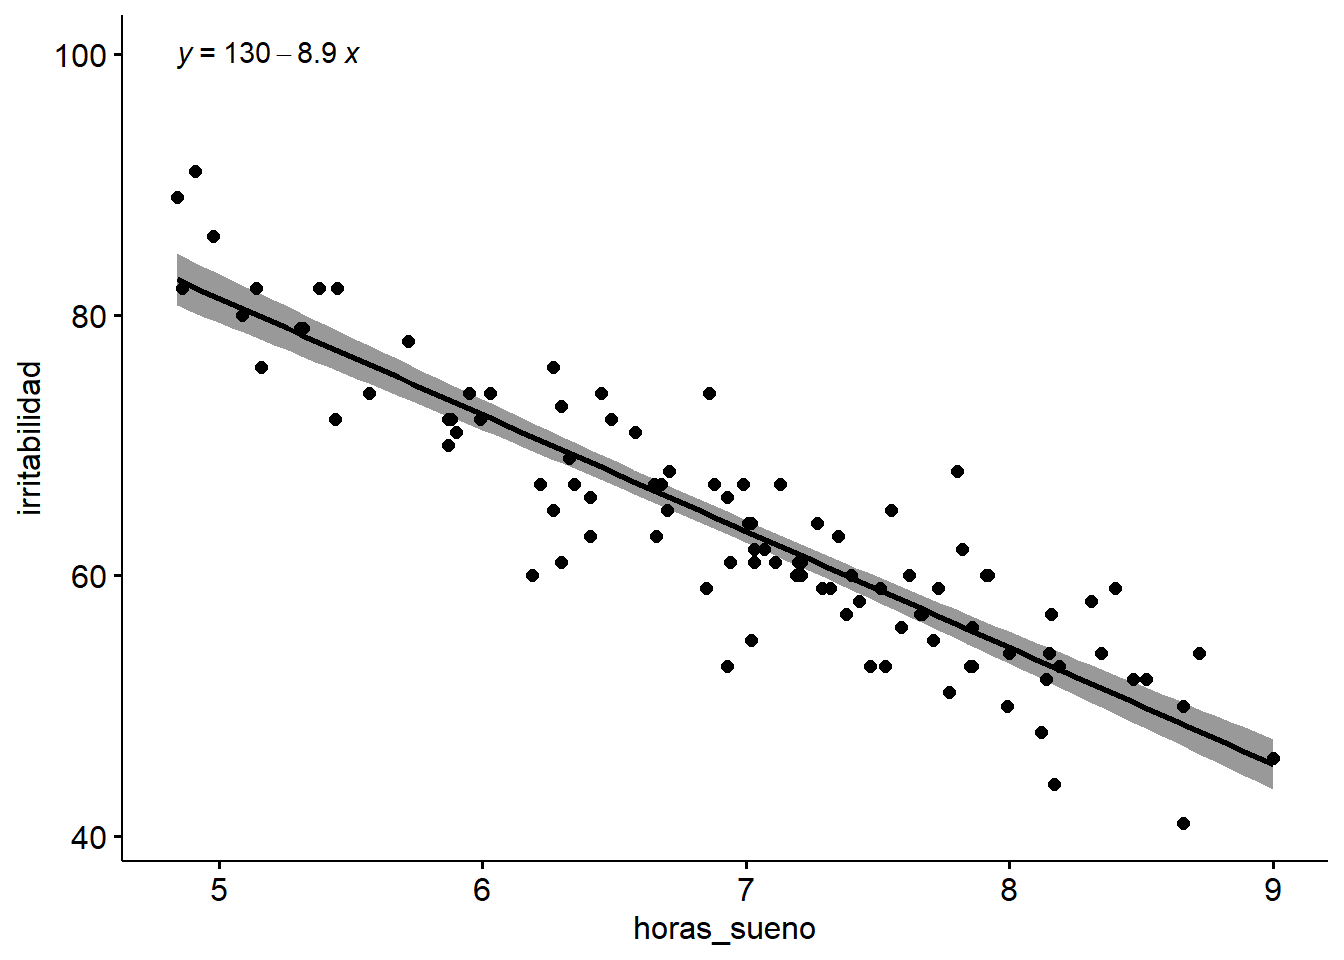 y = 130 − 8.9 x
100
80
60
40
irritabilidad
5 6 7 8 9
horas_sueno